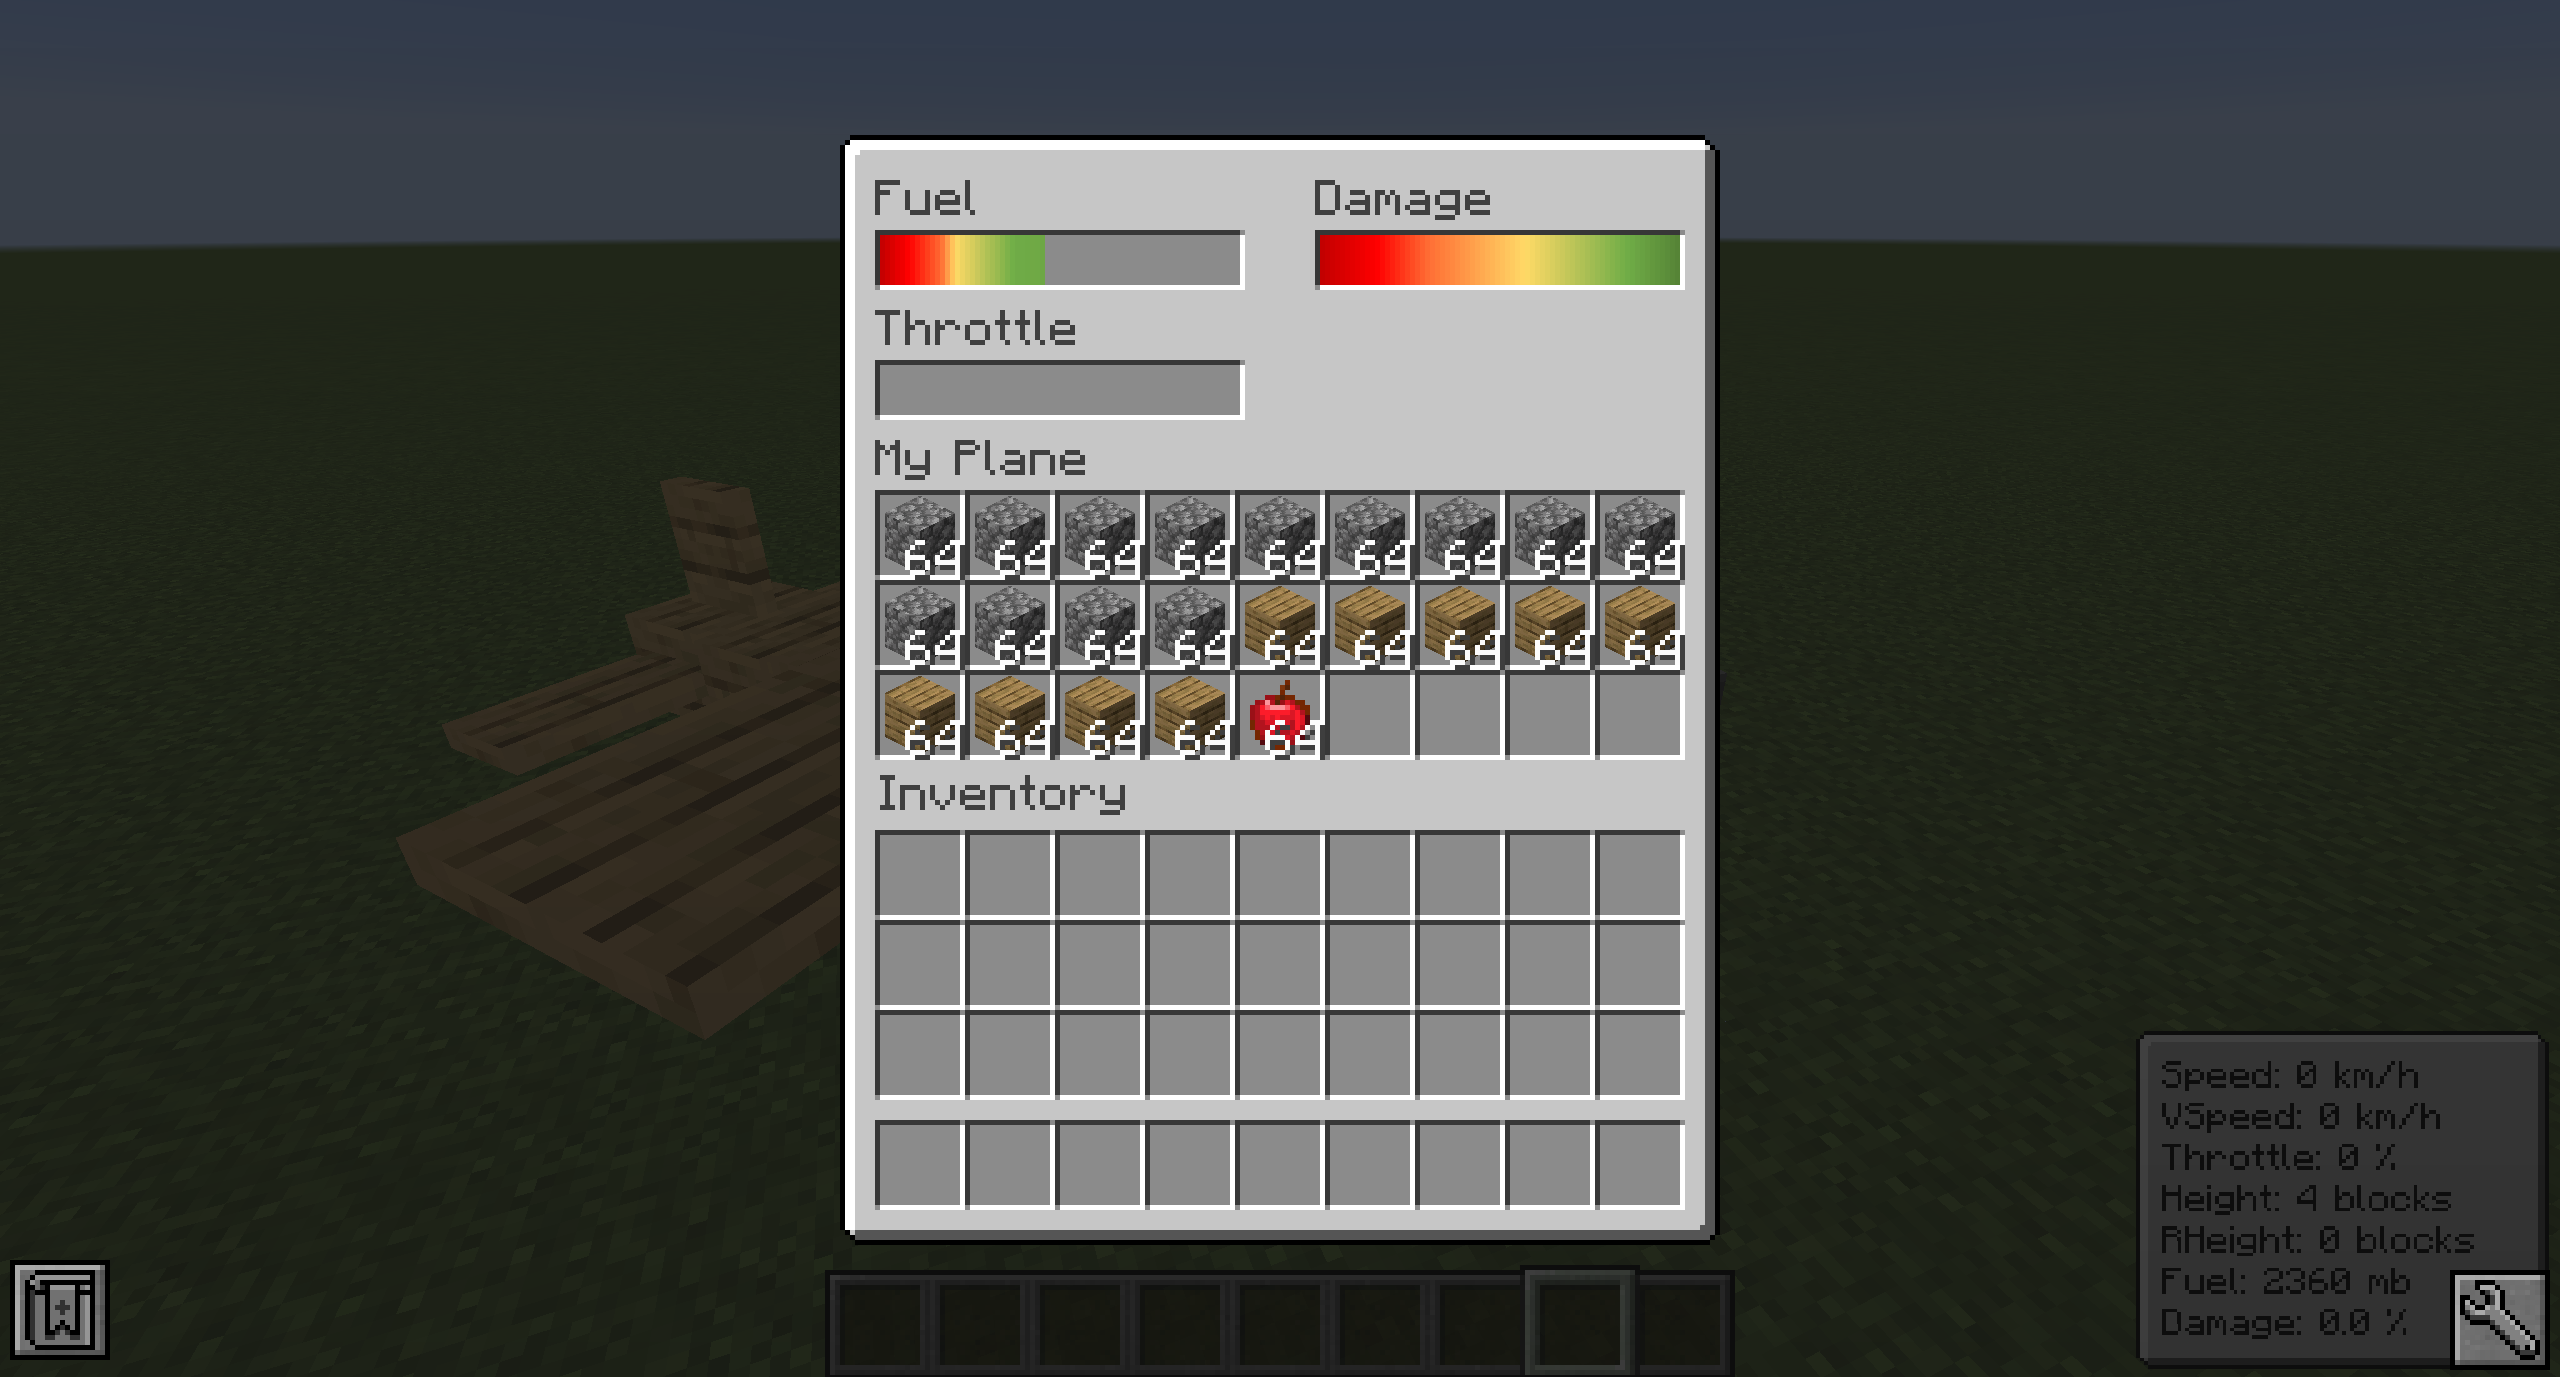 Fuel Damage
Throttle
My Plane
64 64 64 64 64 64 64 64 64
64 64 64 64 64 64 64 64 64
64 64 64 64 64
Inventory
Speed: 0 km/h
VSpeed: 0 km/h
Throttle: 0 %
Height: 4 blocks
RHeight: 0 blocks
Fuel: 2360 mb
Damage: 0.0 %